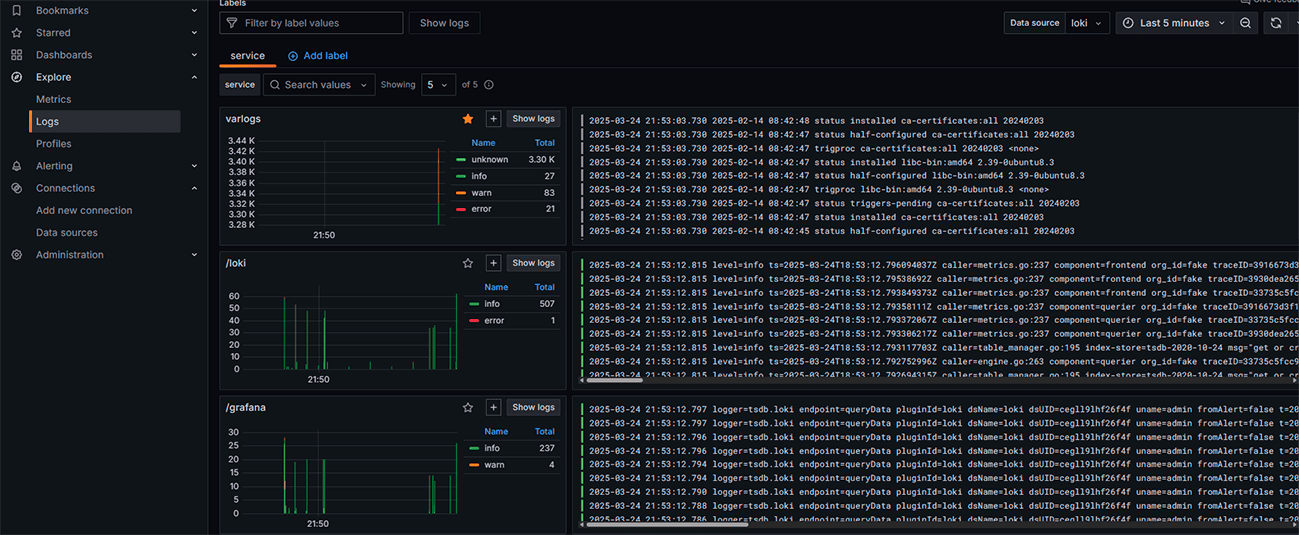 Labels
Bookmarks
Starred
Dashboards
Explore
Metrics
Logs
Profiles
Alerting
Connections
Add new connection
Data sources
Administration
Filter by label values
Show logs
Data source loki
Last 5 minutes
service
Add label
service Search values Showing 5 of 5
varlogs
Show logs
Name Total
unknown 3.30 K
info 27
warn 83
error 21
3.44 K
3.42 K
3.40 K
3.38 K
3.36 K
3.34 K
3.32 K
3.30 K
3.28 K
21:50
2025-03-24 21:53:03.730 2025-02-14 08:42:48 status installed ca-certificates:all 20240203
2025-03-24 21:53:03.730 2025-02-14 08:42:47 status half-configured ca-certificates:all 20240203
2025-03-24 21:53:03.730 2025-02-14 08:42:47 trigproc ca-certificates:all 20240203 <none>
2025-03-24 21:53:03.730 2025-02-14 08:42:47 status installed libc-bin:amd64 2.39-0ubuntu8.3
2025-03-24 21:53:03.730 2025-02-14 08:42:47 status half-configured libc-bin:amd64 2.39-0ubuntu8.3
2025-03-24 21:53:03.730 2025-02-14 08:42:47 trigproc libc-bin:amd64 2.39-0ubuntu8.3 <none>
2025-03-24 21:53:03.730 2025-02-14 08:42:47 status triggers-pending ca-certificates:all 20240203
2025-03-24 21:53:03.730 2025-02-14 08:42:47 status installed ca-certificates:all 20240203
2025-03-24 21:53:03.730 2025-02-14 08:42:45 status half-configured ca-certificates:all 20240203
/loki
Show logs
Name Total
info 507
error 1
60
50
40
30
20
10
0
21:50
2025-03-24 21:53:12.815 level=info ts=2025-03-24T18:53:12.796094037Z caller=metrics.go:237 component=frontend org_id=fake traceID=3916673d3
2025-03-24 21:53:12.815 level=info ts=2025-03-24T18:53:12.79538692Z caller=metrics.go:237 component=frontend org_id=fake traceID=3930dea265
2025-03-24 21:53:12.815 level=info ts=2025-03-24T18:53:12.793849373Z caller=metrics.go:237 component=frontend org_id=fake traceID=33735c5fc
2025-03-24 21:53:12.815 level=info ts=2025-03-24T18:53:12.79358111Z caller=metrics.go:237 component=querier org_id=fake traceID=3916673d3f1
2025-03-24 21:53:12.815 level=info ts=2025-03-24T18:53:12.793372067Z caller=metrics.go:237 component=querier org_id=fake traceID=33735c5fcc
2025-03-24 21:53:12.815 level=info ts=2025-03-24T18:53:12.793306217Z caller=metrics.go:237 component=querier org_id=fake traceID=3930dea265
2025-03-24 21:53:12.815 level=info ts=2025-03-24T18:53:12.793117703Z caller=table_manager.go:195 index-store=tsdb-2020-10-24 msg="get or cr
2025-03-24 21:53:12.815 level=info ts=2025-03-24T18:53:12.792752996Z caller=engine.go:263 component=querier org_id=fake traceID=33735c5fcc9
2025-03-24 21:53:12.815 level=info ts=2025-03-24T18:53:12.792694315Z caller=table_manager.go:195 index-store=tsdb-2020-10-24 msg="get or cr
/grafana
Show logs
Name Total
info 237
warn 4
30
25
20
15
10
5
0
21:50
2025-03-24 21:53:12.797 logger=tsdb.loki endpoint=queryData pluginId=loki dsName=loki dsUID=cegll9lhf26f4f uname=admin fromAlert=false t=20
2025-03-24 21:53:12.797 logger=tsdb.loki endpoint=queryData pluginId=loki dsName=loki dsUID=cegll9lhf26f4f uname=admin fromAlert=false t=20
2025-03-24 21:53:12.796 logger=tsdb.loki endpoint=queryData pluginId=loki dsName=loki dsUID=cegll9lhf26f4f uname=admin fromAlert=false t=20
2025-03-24 21:53:12.796 logger=tsdb.loki endpoint=queryData pluginId=loki dsName=loki dsUID=cegll9lhf26f4f uname=admin fromAlert=false t=20
2025-03-24 21:53:12.794 logger=tsdb.loki endpoint=queryData pluginId=loki dsName=loki dsUID=cegll9lhf26f4f uname=admin fromAlert=false t=20
2025-03-24 21:53:12.794 logger=tsdb.loki endpoint=queryData pluginId=loki dsName=loki dsUID=cegll9lhf26f4f uname=admin fromAlert=false t=20
2025-03-24 21:53:12.790 logger=tsdb.loki endpoint=queryData pluginId=loki dsName=loki dsUID=cegll9lhf26f4f uname=admin fromAlert=false t=20
2025-03-24 21:53:12.788 logger=tsdb.loki endpoint=queryData pluginId=loki dsName=loki dsUID=cegll9lhf26f4f uname=admin fromAlert=false t=20
2025-03-24 21:53:12.786 logger=tsdb.loki endpoint=queryData pluginId=loki dsName=loki dsUID=cegll9lhf26f4f uname=admin fromAlert=false t=20